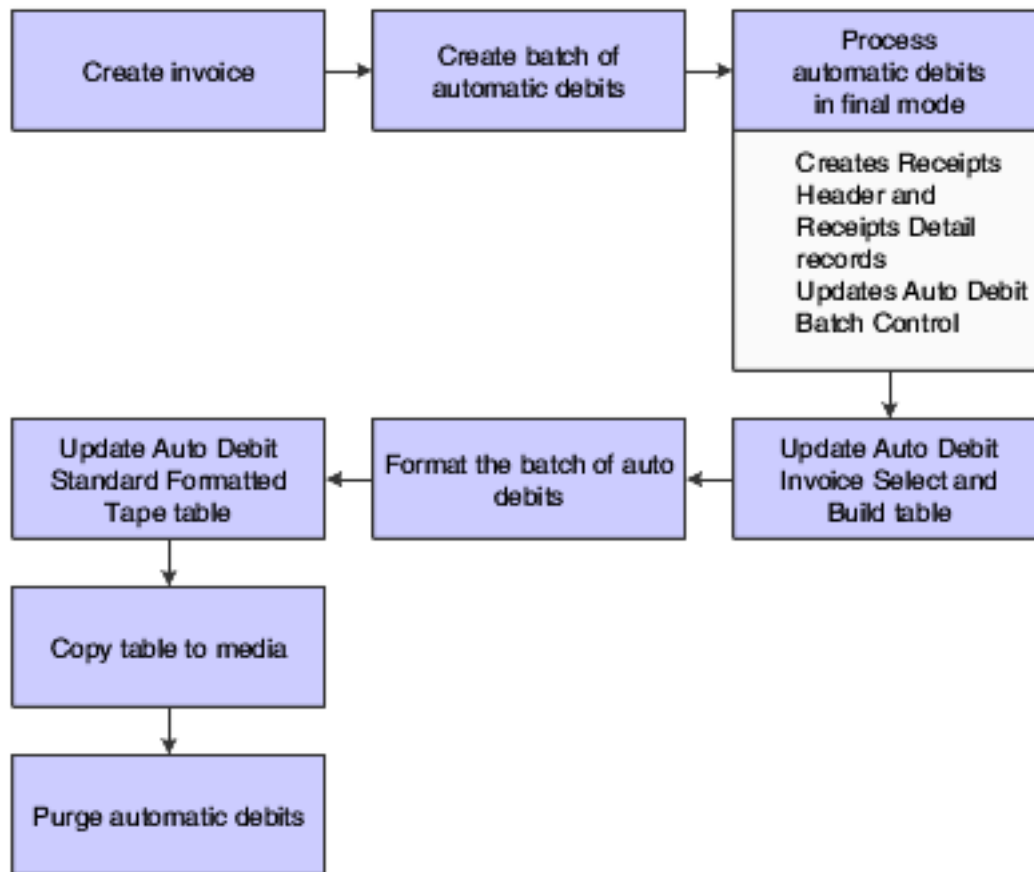 Create invoice
Create batch of
automatic debits
Process
automatic debits
in final mode
Creates Receipts
Header and
Receipts Detail
records
Updates Auto Debit
Batch Control
Update Auto Debit
Invoice Select and
Build table
Format the batch of auto
debits
Update Auto Debit
Standard Formatted
Tape table
Copy table to media
Purge automatic debits